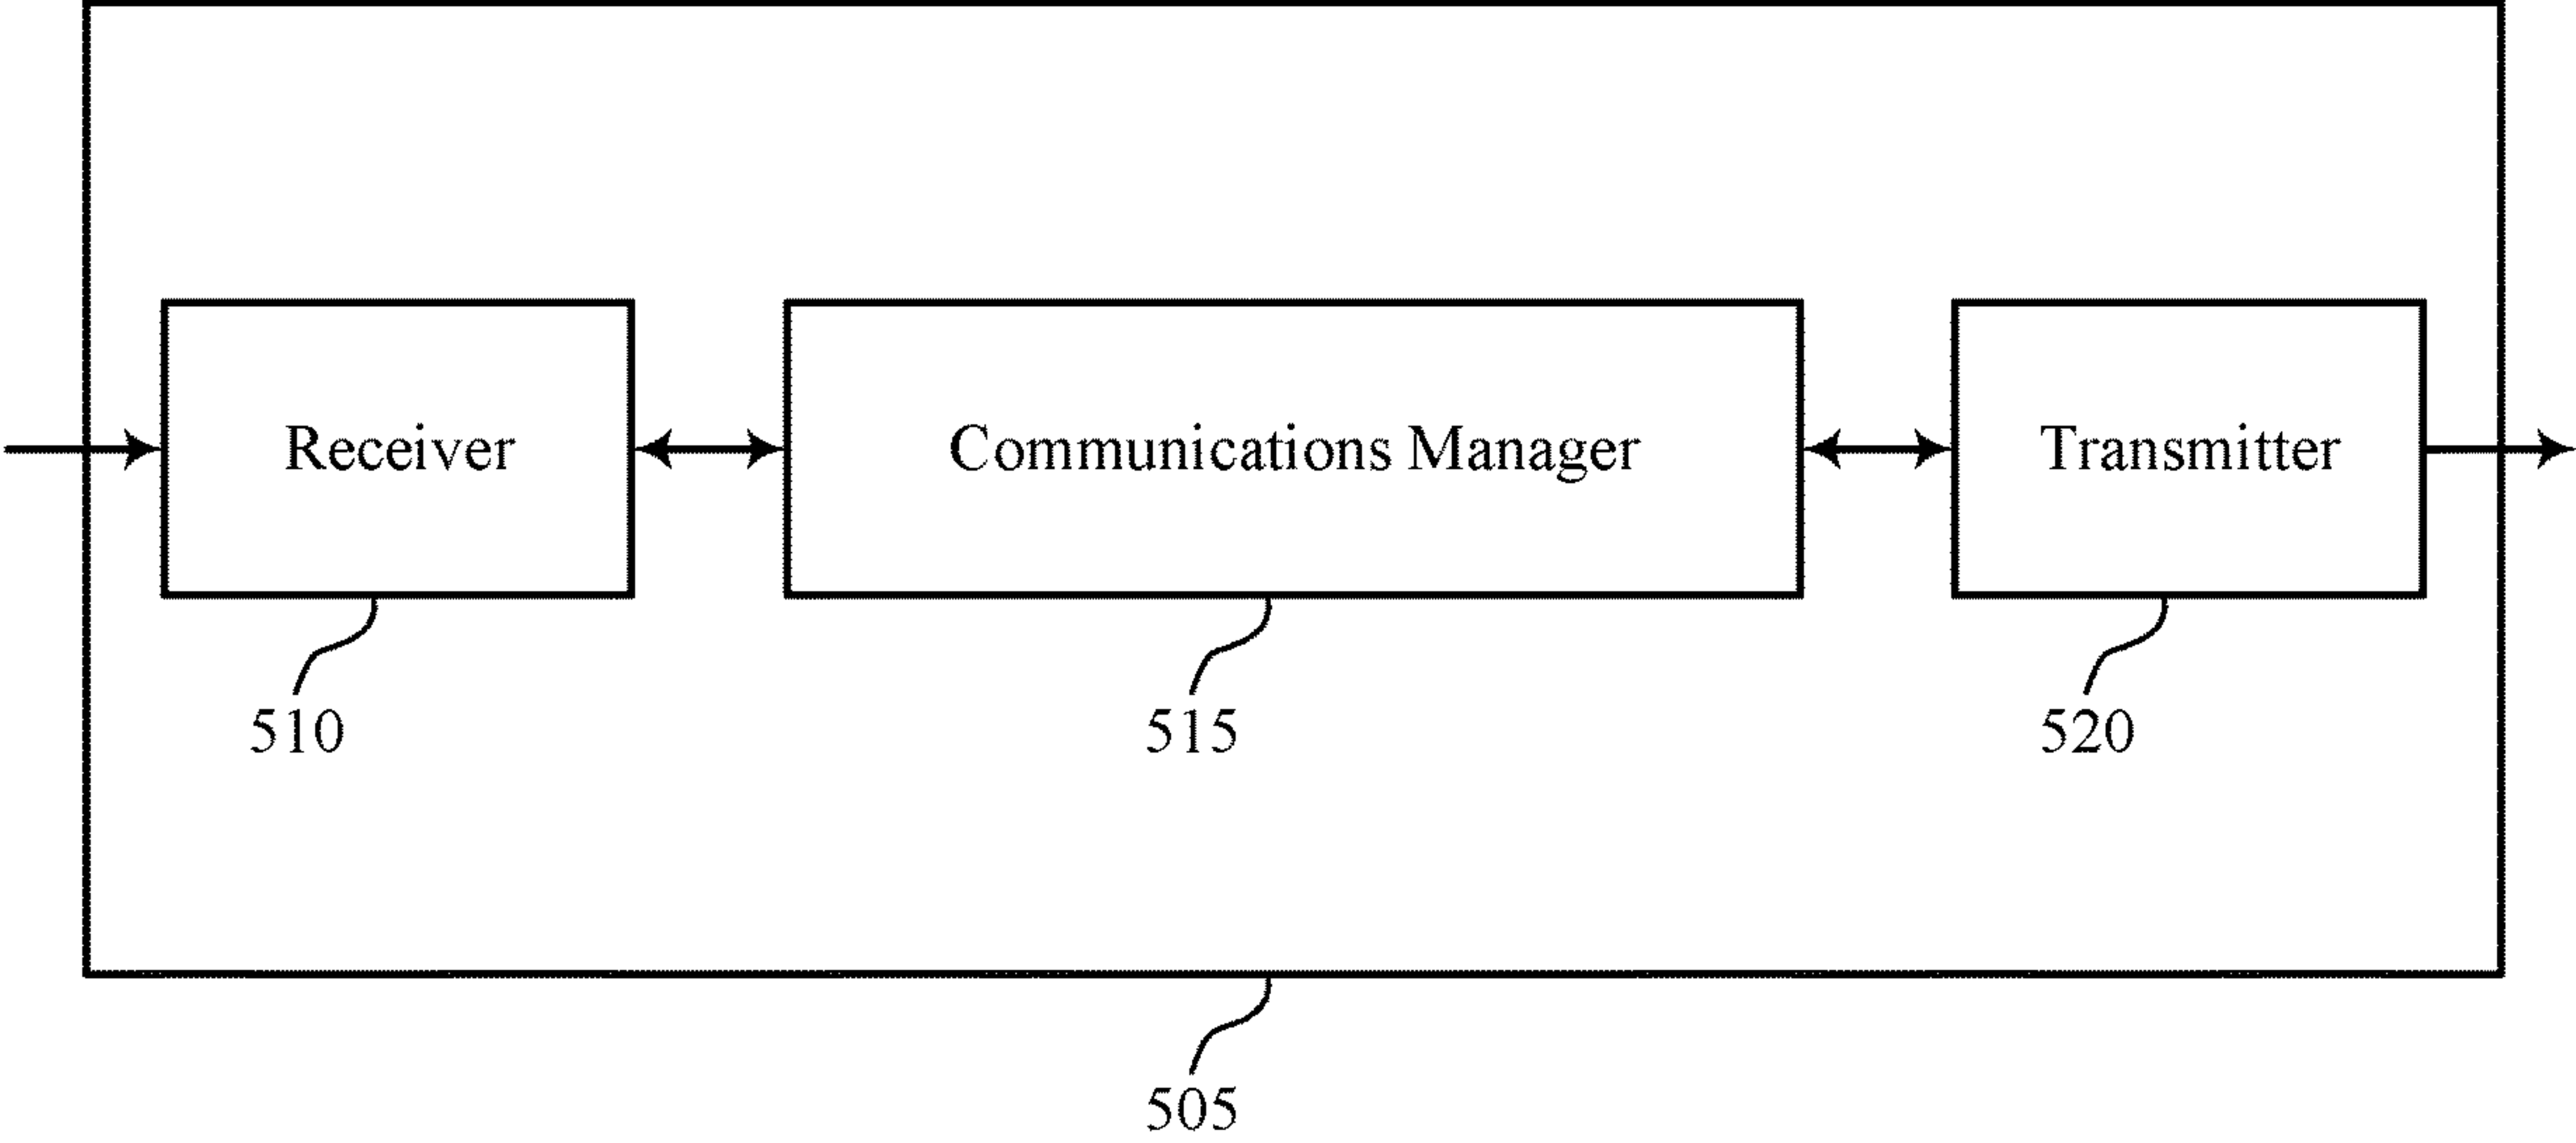 Receiver
Communications Manager
Transmitter
510
515
520
505